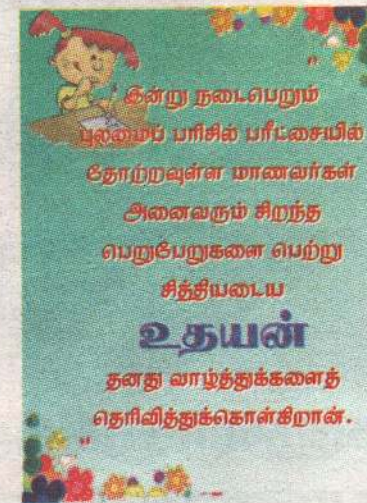 "
இன்று நடைபெறும்
புலமைப் பரிசில் பரீட்சையில்
தோற்றவுள்ள மாணவர்கள்
அனைவரும் சிறந்த
பெறுபேறுகளை பெற்று
சித்தியடைய
உதயன்
தனது வாழ்த்துக்களைத்
தெரிவித்துக்கொள்கிறான்.
"